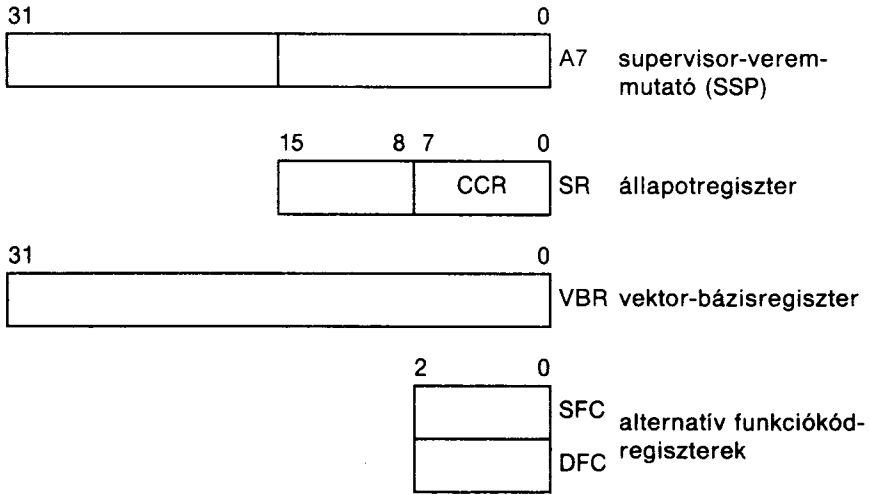 31 0
A7 supervisor-verem-
mutató (SSP)
15 8 7 0
CCR SR állapotregiszter
31 0
VBR vektor-bázisregiszter
2 0
SFC alternatív funkciókód-
DFC regiszterek